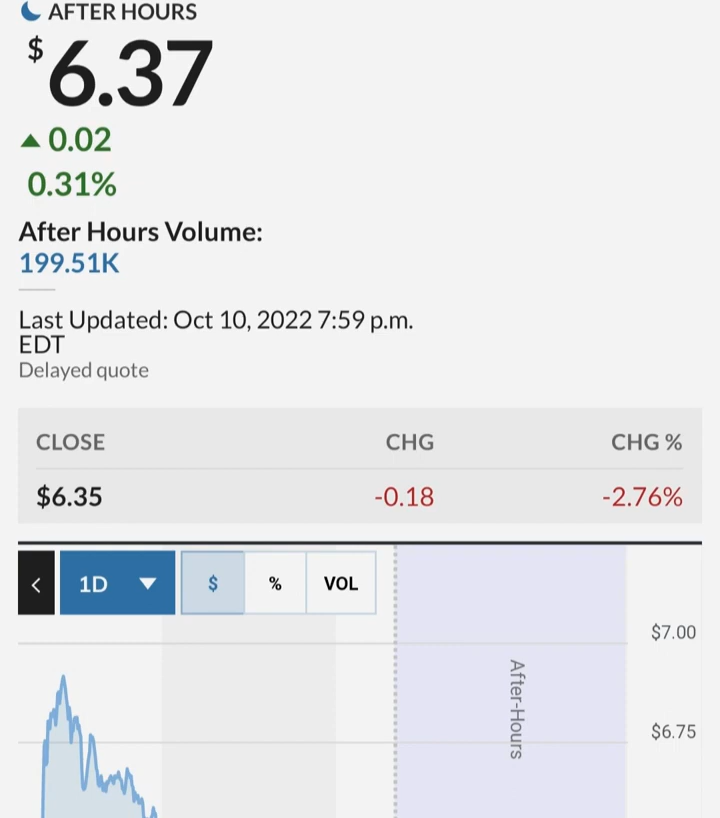 AFTER HOURS
$6.37
0.02
0.31%
After Hours Volume:
199.51K
Last Updated: Oct 10, 2022 7:59 p.m.
EDT
Delayed quote
CLOSE CHG CHG %
$6.35 -0.18 -2.76%
1D $ % VOL
$7.00
After-Hours
$6.75